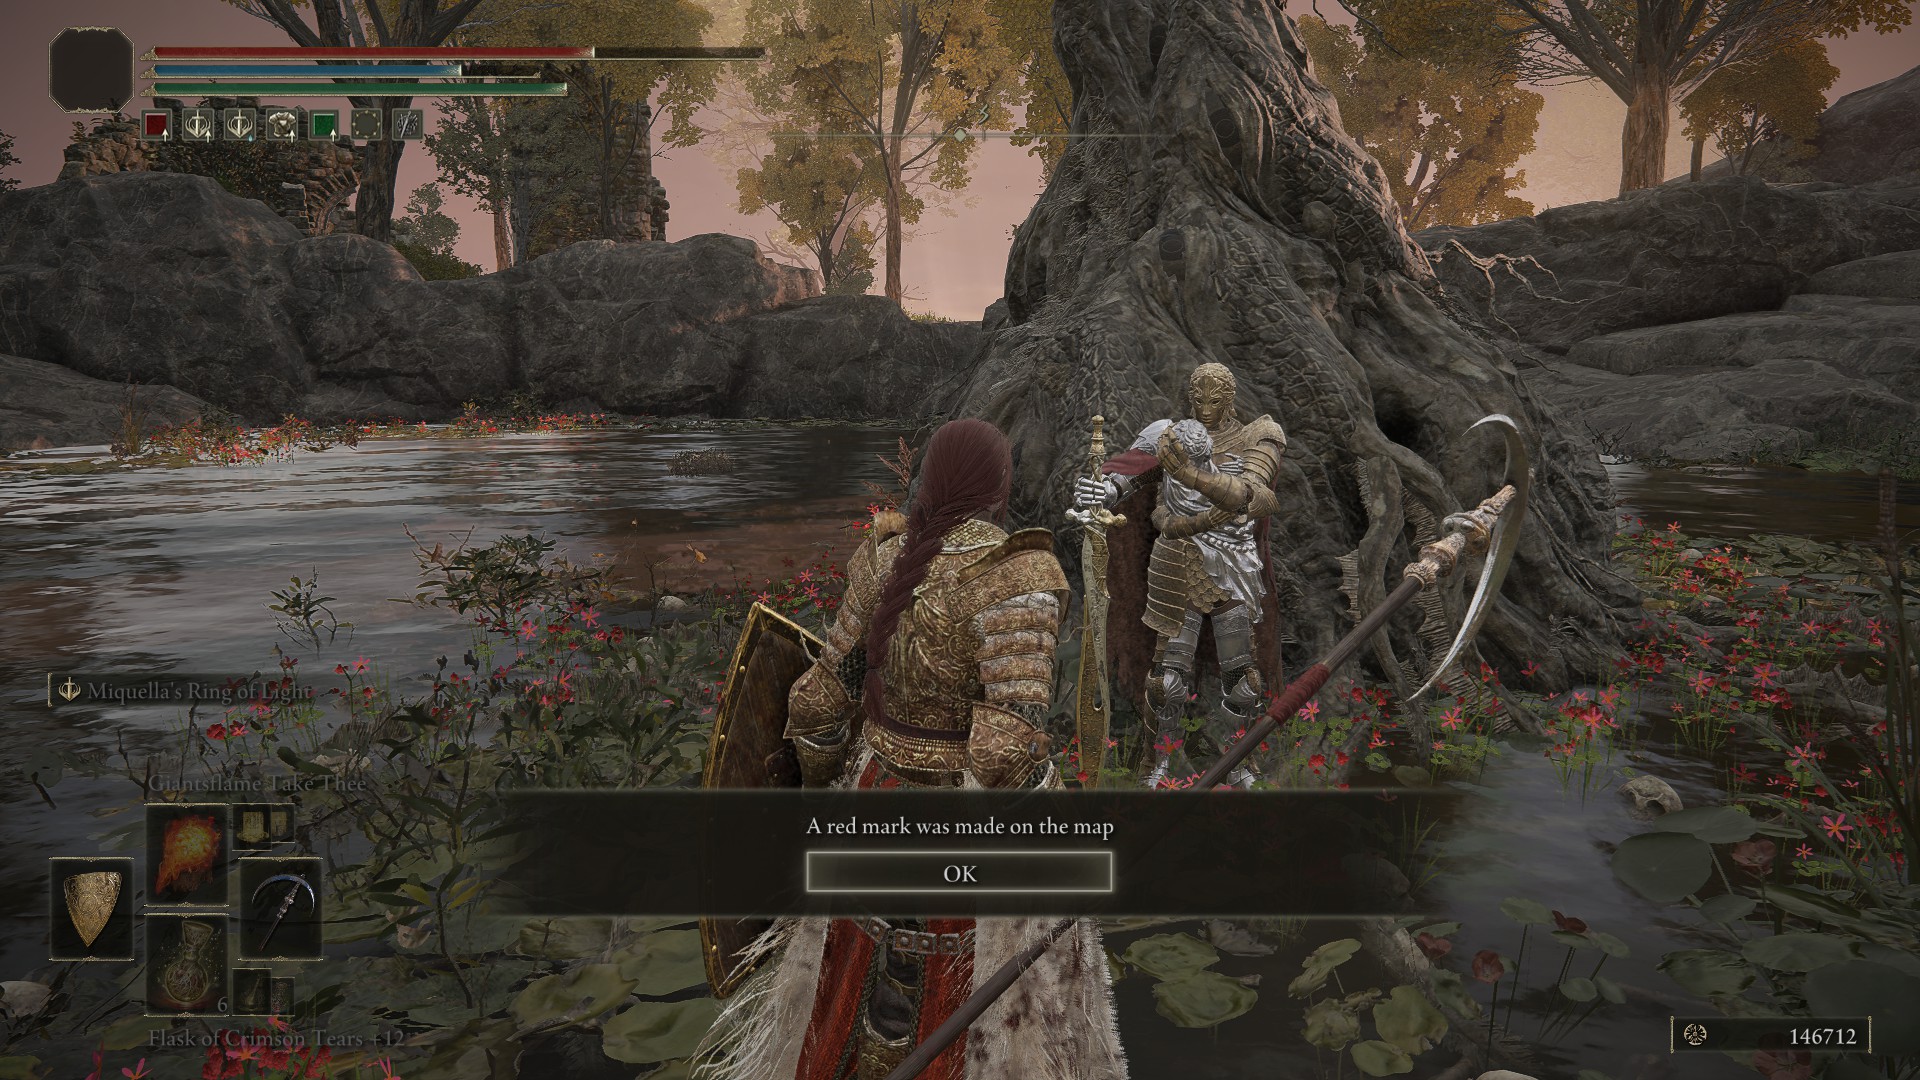 Miquella's Ring of Light
Giantsflame Take Thee
A red mark was made on the map
OK
6
Flask of Crimson Tears +12
146712